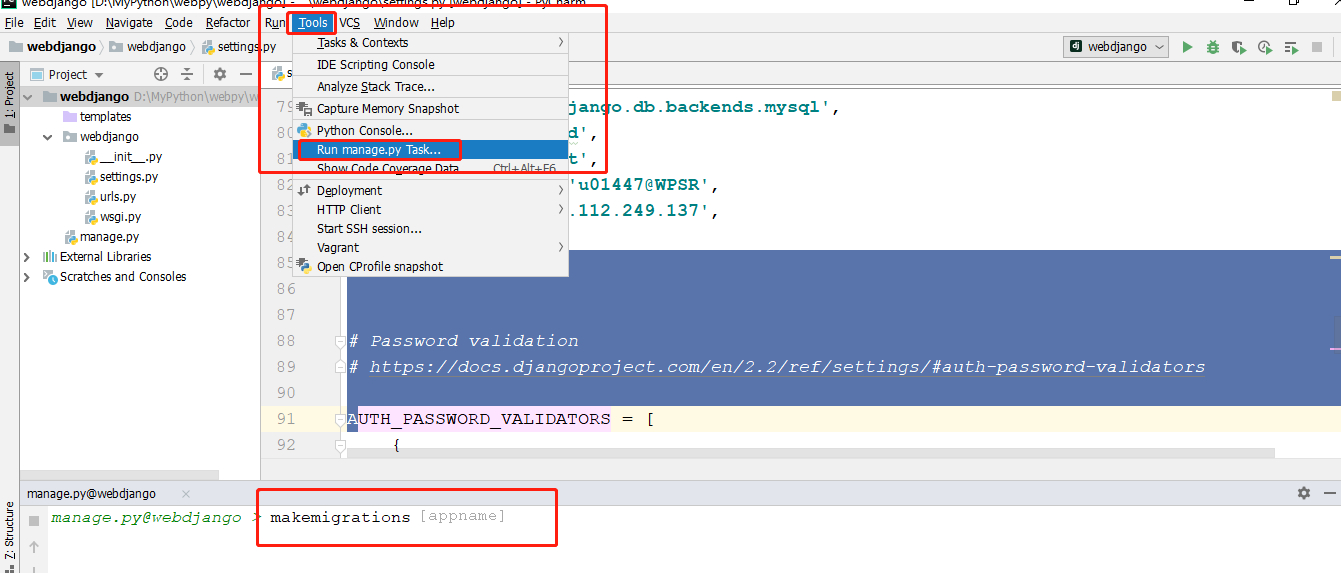 webdjango [D:\MyPython\webpy\webdjango] - ...\webdjango\settings.py [webdjango] - PyCharm
File Edit View Navigate Code Refactor Run Tools VCS Window Help
webdjango webdjango settings.py
webdjango
1: Project
Project
webdjango D:\MyPython\webpy\w
templates
webdjango
__init__.py
settings.py
urls.py
wsgi.py
manage.py
External Libraries
Scratches and Consoles
Tasks & Contexts
IDE Scripting Console
Analyze Stack Trace...
Capture Memory Snapshot
Python Console...
Run manage.py Task...
Show Code Coverage Data Ctrl+Alt+F6
Deployment
HTTP Client
Start SSH session...
Vagrant
Open CProfile snapshot
79 jango.db.backends.mysql',
80 d',
81 t',
82 'u01447@WPSR',
83 .112.249.137',
84
85
86
87
88 # Password validation
89 # https://docs.djangoproject.com/en/2.2/ref/settings/#auth-password-validators
90
91 AUTH_PASSWORD_VALIDATORS = [
92 {
manage.py@webdjango
manage.py@webdjango > makemigrations [appname]
7: Structure